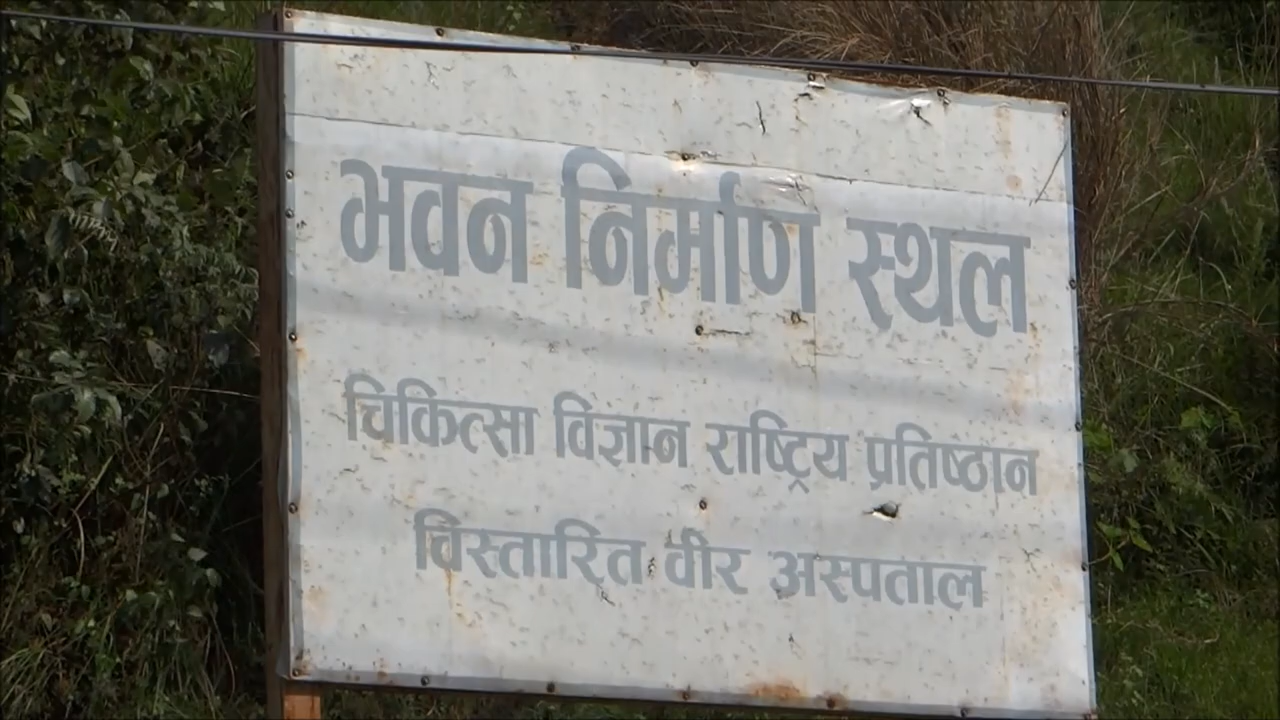 भवन निर्माण स्थल
चिकित्सा विज्ञान राष्ट्रिय प्रतिष्ठान
विस्तारित वीर अस्पताल